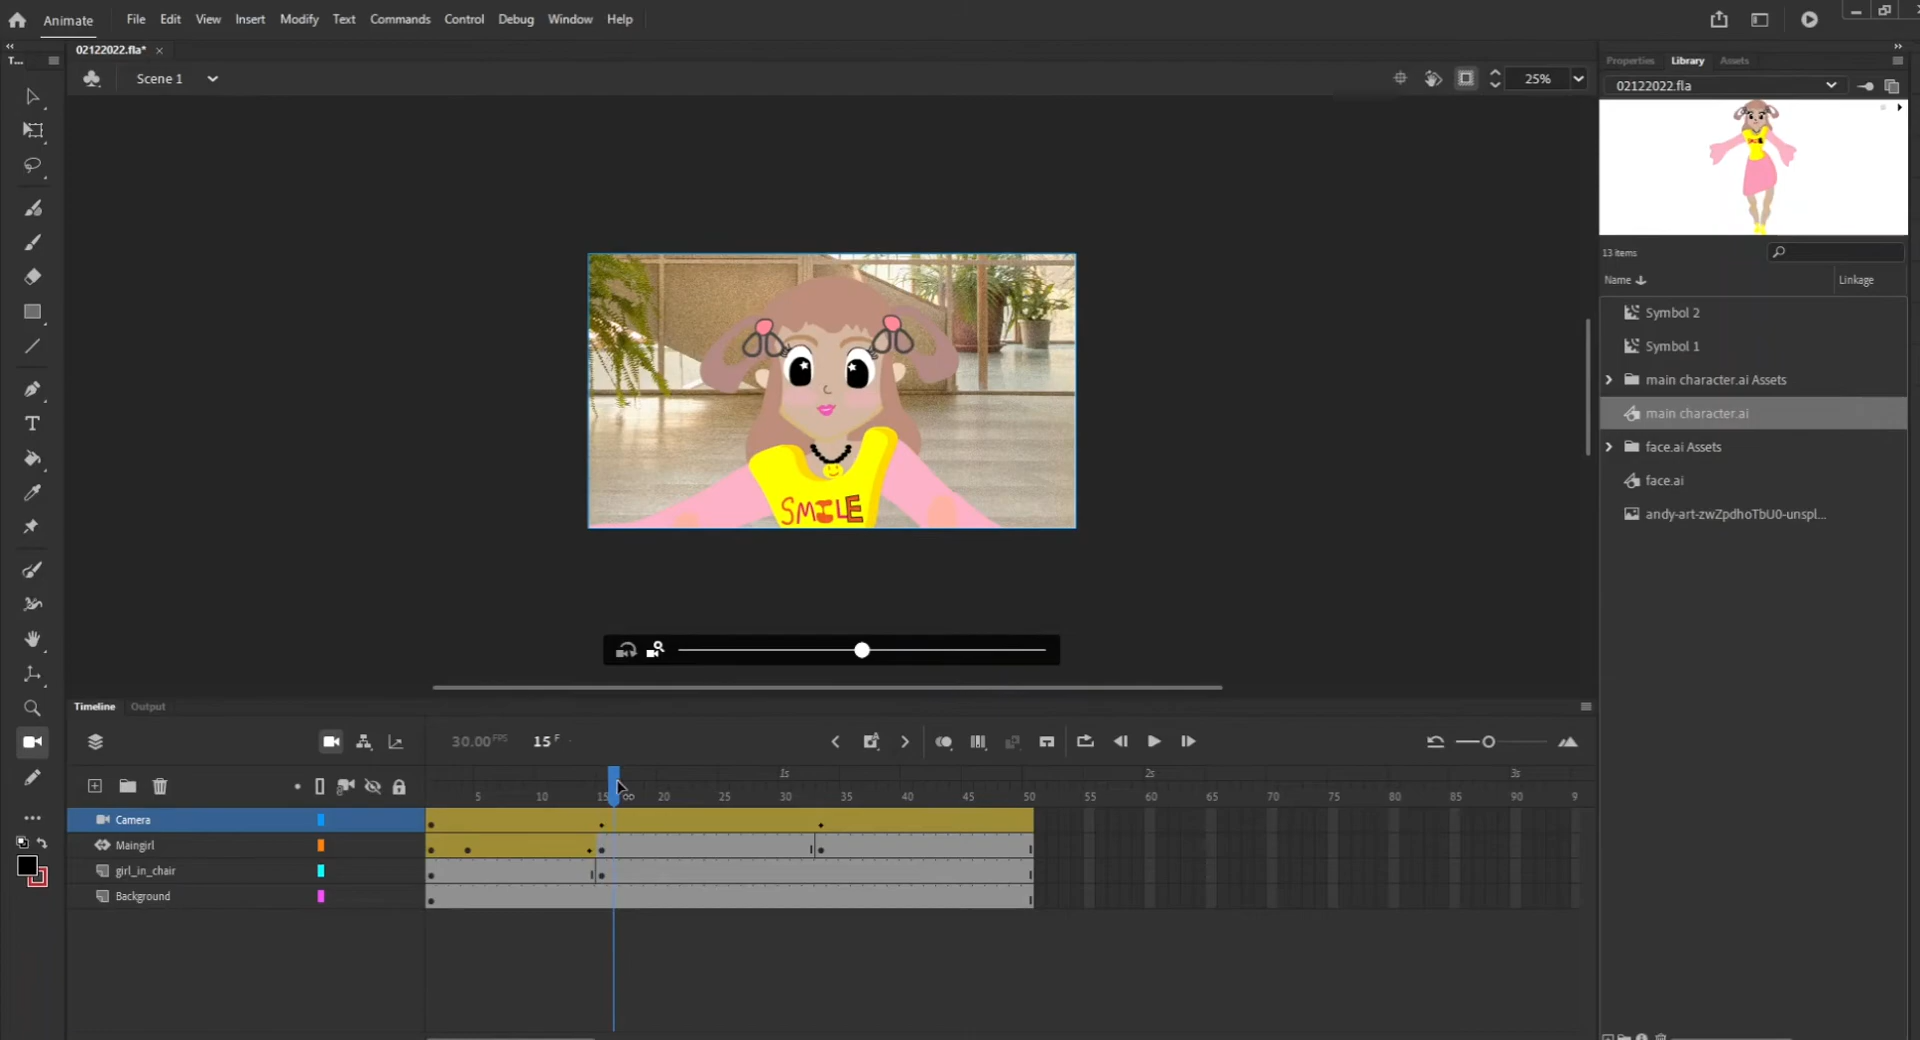 Animate File Edit View Insert Modify Text Commands Control Debug Window Help
T... 02122022.fla* Properties Library Assets
Scene 1 25% 02122022.fla
SMILE
13 items
Name Linkage
Symbol 2
Symbol 1
main character.ai Assets
main character.ai
face.ai Assets
face.ai
andy-art-zwZpdhoTbU0-unspl...
Timeline Output
30.00 FPS 15 F
1s 2s 3s
5 10 15 20 25 30 35 40 45 50 55 60 65 70 75 80 85 90 9
Camera
Maingirl
girl_in_chair
Background